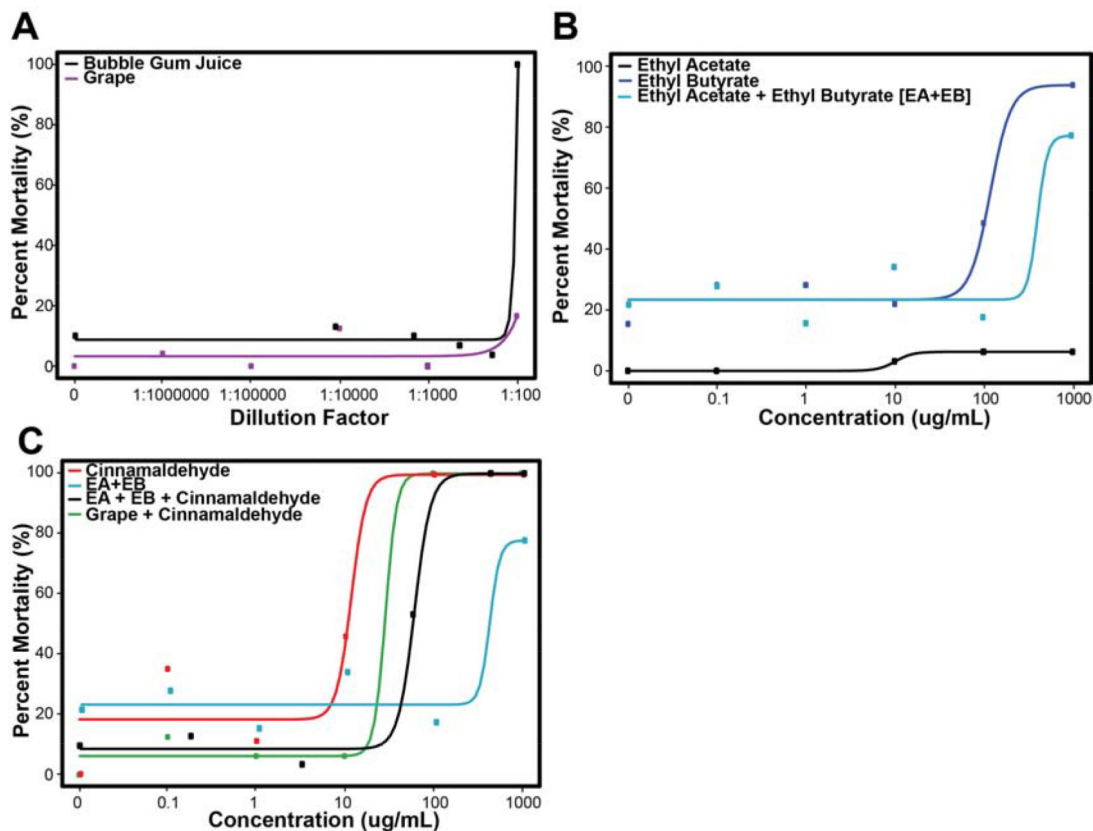 A
Bubble Gum Juice
Grape
Percent Mortality (%)
100
80
60
40
20
0
0 1:1000000 1:100000 1:10000 1:1000 1:100
Dillution Factor
B
Ethyl Acetate
Ethyl Butyrate
Ethyl Acetate + Ethyl Butyrate [EA+EB]
Percent Mortality (%)
100
80
60
40
20
0
0 0.1 1 10 100 1000
Concentration (ug/mL)
C
Cinnamaldehyde
EA+EB
EA + EB + Cinnamaldehyde
Grape + Cinnamaldehyde
Percent Mortality (%)
100
80
60
40
20
0
0 0.1 1 10 100 1000
Concentration (ug/mL)